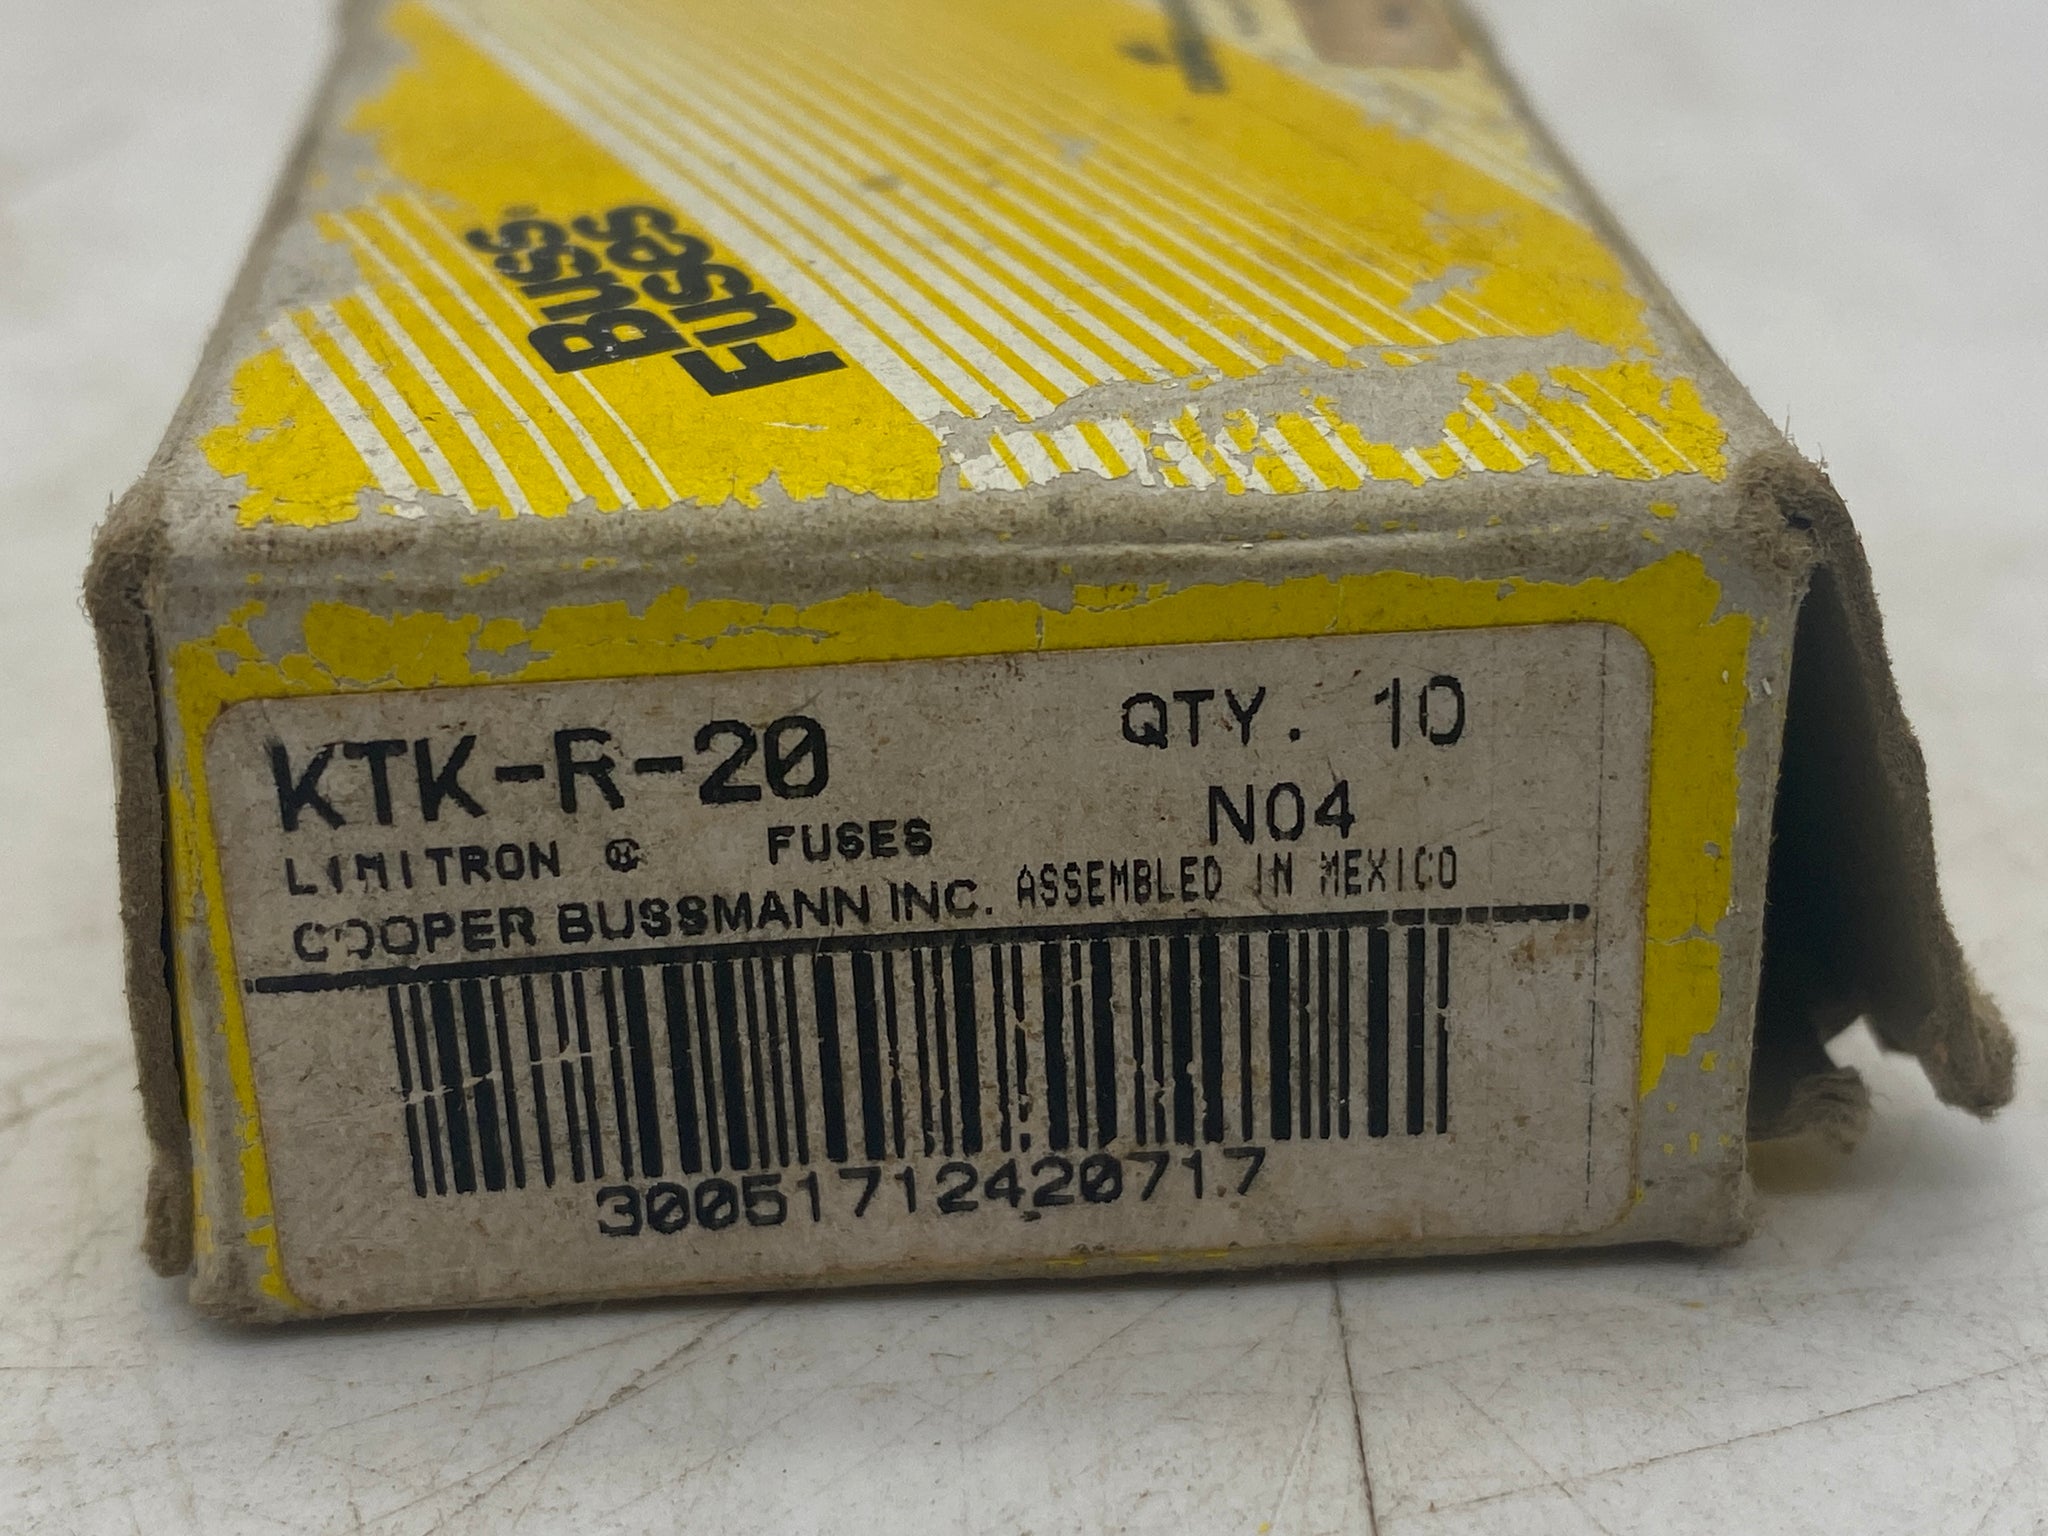 Buss
Fuses
KTK-R-20
QTY. 10
LIMITRON ® FUSES
N04
COOPER BUSSMANN INC. ASSEMBLED IN MEXICO
30051712420717